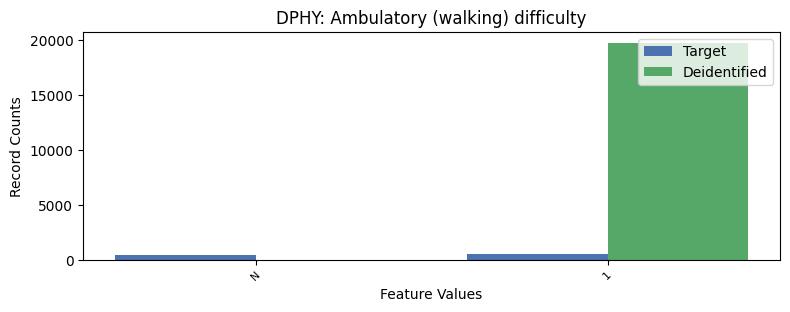 DPHY: Ambulatory (walking) difficulty
Target
Deidentified
20000
15000
10000
5000
0
Record Counts
N
1
Feature Values